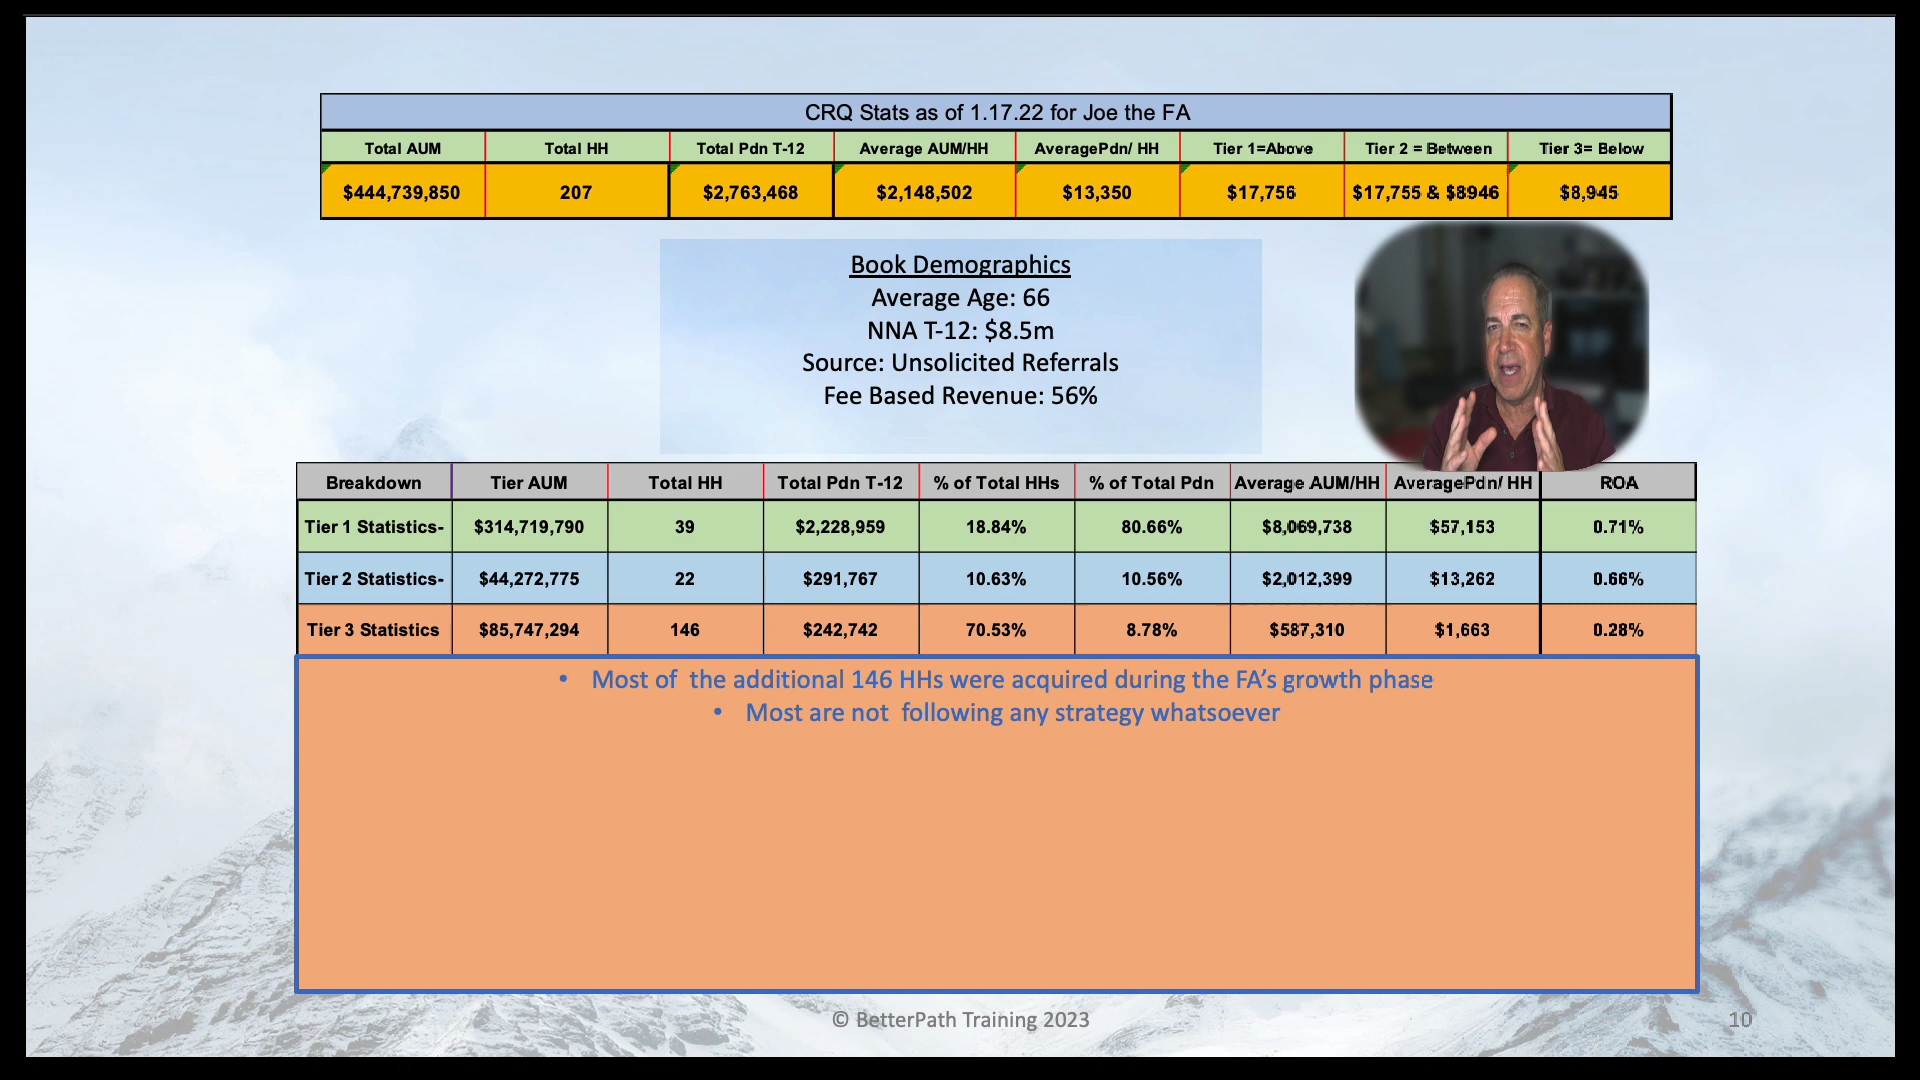 CRQ Stats as of 1.17.22 for Joe the FA
Total AUM Total HH Total Pdn T-12 Average AUM/HH AveragePdn/ HH Tier 1=Above Tier 2 = Between Tier 3= Below
$444,739,850 207 $2,763,468 $2,148,502 $13,350 $17,756 $17,755 & $8946 $8,945
Book Demographics
Average Age: 66
NNA T-12: $8.5m
Source: Unsolicited Referrals
Fee Based Revenue: 56%
Breakdown Tier AUM Total HH Total Pdn T-12 % of Total HHs % of Total Pdn Average AUM/HH AveragePdn/ HH ROA
Tier 1 Statistics- $314,719,790 39 $2,228,959 18.84% 80.66% $8,069,738 $57,153 0.71%
Tier 2 Statistics- $44,272,775 22 $291,767 10.63% 10.56% $2,012,399 $13,262 0.66%
Tier 3 Statistics $85,747,294 146 $242,742 70.53% 8.78% $587,310 $1,663 0.28%
• Most of the additional 146 HHs were acquired during the FA’s growth phase
• Most are not following any strategy whatsoever
© BetterPath Training 2023
10